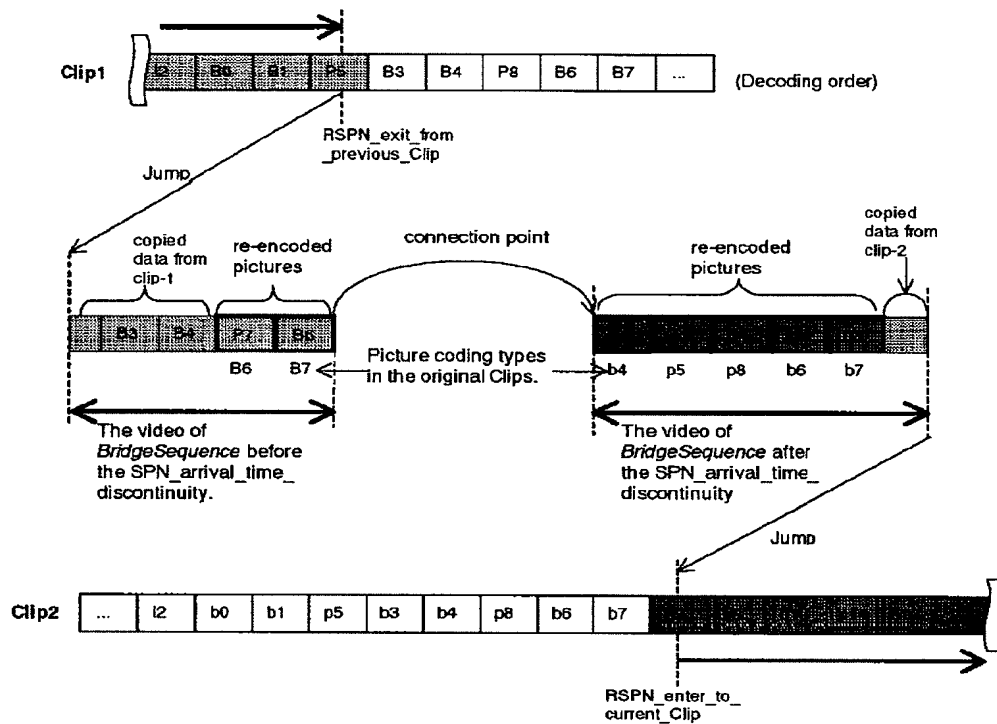 Clip1
I2 B0 B1 P5 B3 B4 P8 B6 B7 ...
(Decoding order)
RSPN_exit_from
_previous_Clip
Jump
copied
data from
clip-1
re-encoded
pictures
connection point
re-encoded
pictures
copied
data from
clip-2
B3 B4 P7 B6
B6 B7
Picture coding types
in the original Clips.
b4 p5 p8 b6 b7
The video of
BridgeSequence before
the SPN_arrival_time_
discontinuity.
The video of
BridgeSequence after
the SPN_arrival_time_
discontinuity
Jump
Clip2
... I2 b0 b1 p5 b3 b4 p8 b6 b7
RSPN_enter_to_
current_Clip